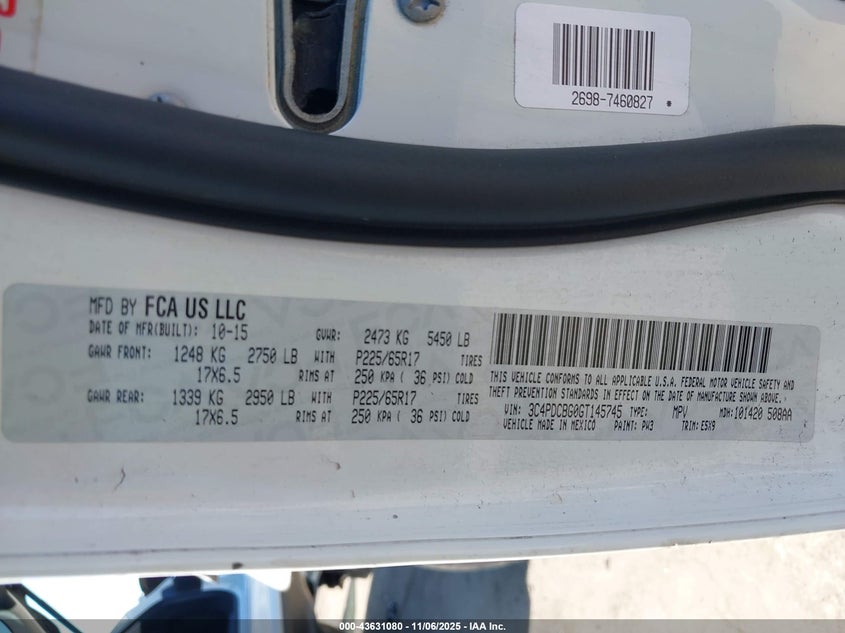 2698-7460827 *
MFD BY FCA US LLC
DATE OF MFR(BUILT): 10-15 GVWR: 2473 KG 5450 LB
GAWR FRONT: 1248 KG 2750 LB WITH P225/65R17 TIRES
17X6.5 RIMS AT 250 KPA ( 36 PSI) COLD
GAWR REAR: 1339 KG 2950 LB WITH P225/65R17 TIRES
17X6.5 RIMS AT 250 KPA ( 36 PSI) COLD
THIS VEHICLE CONFORMS TO ALL APPLICABLE U.S.A. FEDERAL MOTOR VEHICLE SAFETY AND
THEFT PREVENTION STANDARDS IN EFFECT ON THE DATE OF MANUFACTURE SHOWN ABOVE.
VIN: 3C4PDCBG0GT145745 TYPE: MPV MDH: 101420 508AA
VEHICLE MADE IN MEXICO PAINT: PW3 TRIM: E5X9
000-43631080 - 11/06/2025 - IAA Inc.